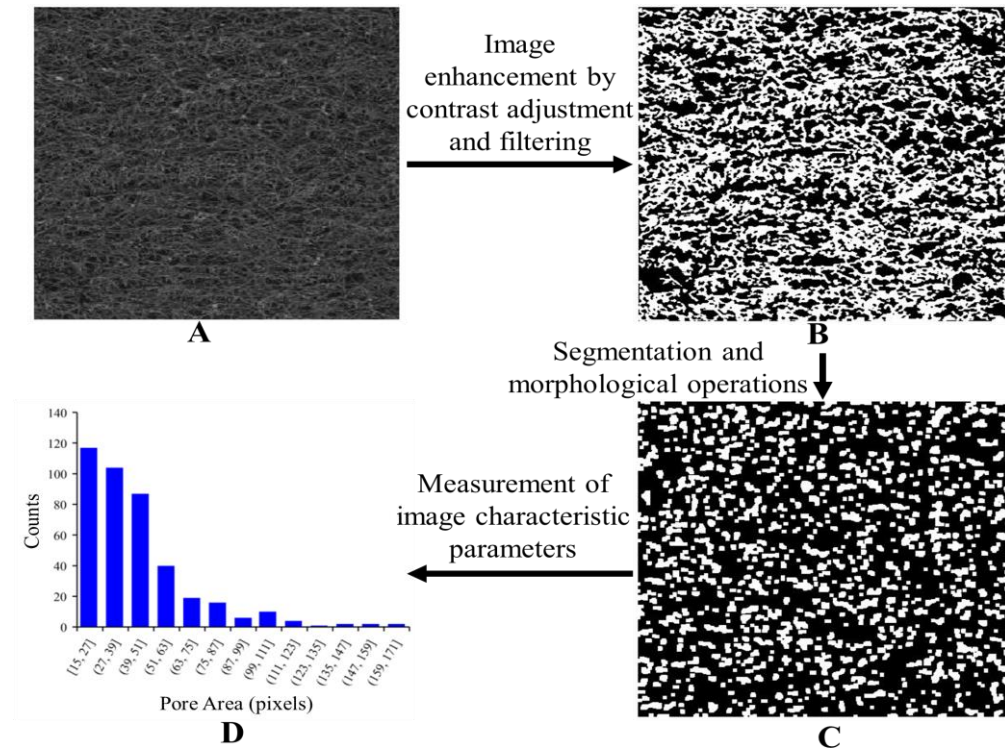 Image
enhancement by
contrast adjustment
and filtering
A
B
Segmentation and
morphological operations
C
Measurement of
image characteristic
parameters
140
120
100
80
60
40
20
0
Counts
[15, 27]
(27, 39]
(39, 51]
(51, 63]
(63, 75]
(75, 87]
(87, 99]
(99, 111]
(111, 123]
(123, 135]
(135, 147]
(147, 159]
(159, 171]
Pore Area (pixels)
D